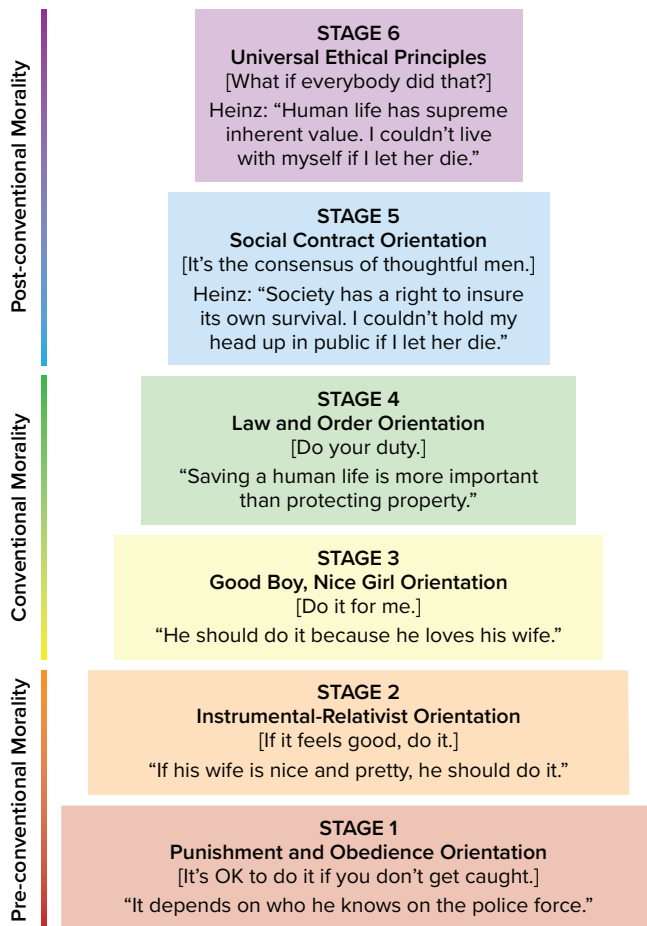 Post-conventional Morality
STAGE 6
Universal Ethical Principles
[What if everybody did that?]
Heinz: “Human life has supreme
inherent value. I couldn’t live
with myself if I let her die.”
STAGE 5
Social Contract Orientation
[It’s the consensus of thoughtful men.]
Heinz: “Society has a right to insure
its own survival. I couldn’t hold my
head up in public if I let her die.”
Conventional Morality
STAGE 4
Law and Order Orientation
[Do your duty.]
“Saving a human life is more important
than protecting property.”
STAGE 3
Good Boy, Nice Girl Orientation
[Do it for me.]
“He should do it because he loves his wife.”
Pre-conventional Morality
STAGE 2
Instrumental-Relativist Orientation
[If it feels good, do it.]
“If his wife is nice and pretty, he should do it.”
STAGE 1
Punishment and Obedience Orientation
[It’s OK to do it if you don’t get caught.]
“It depends on who he knows on the police force.”